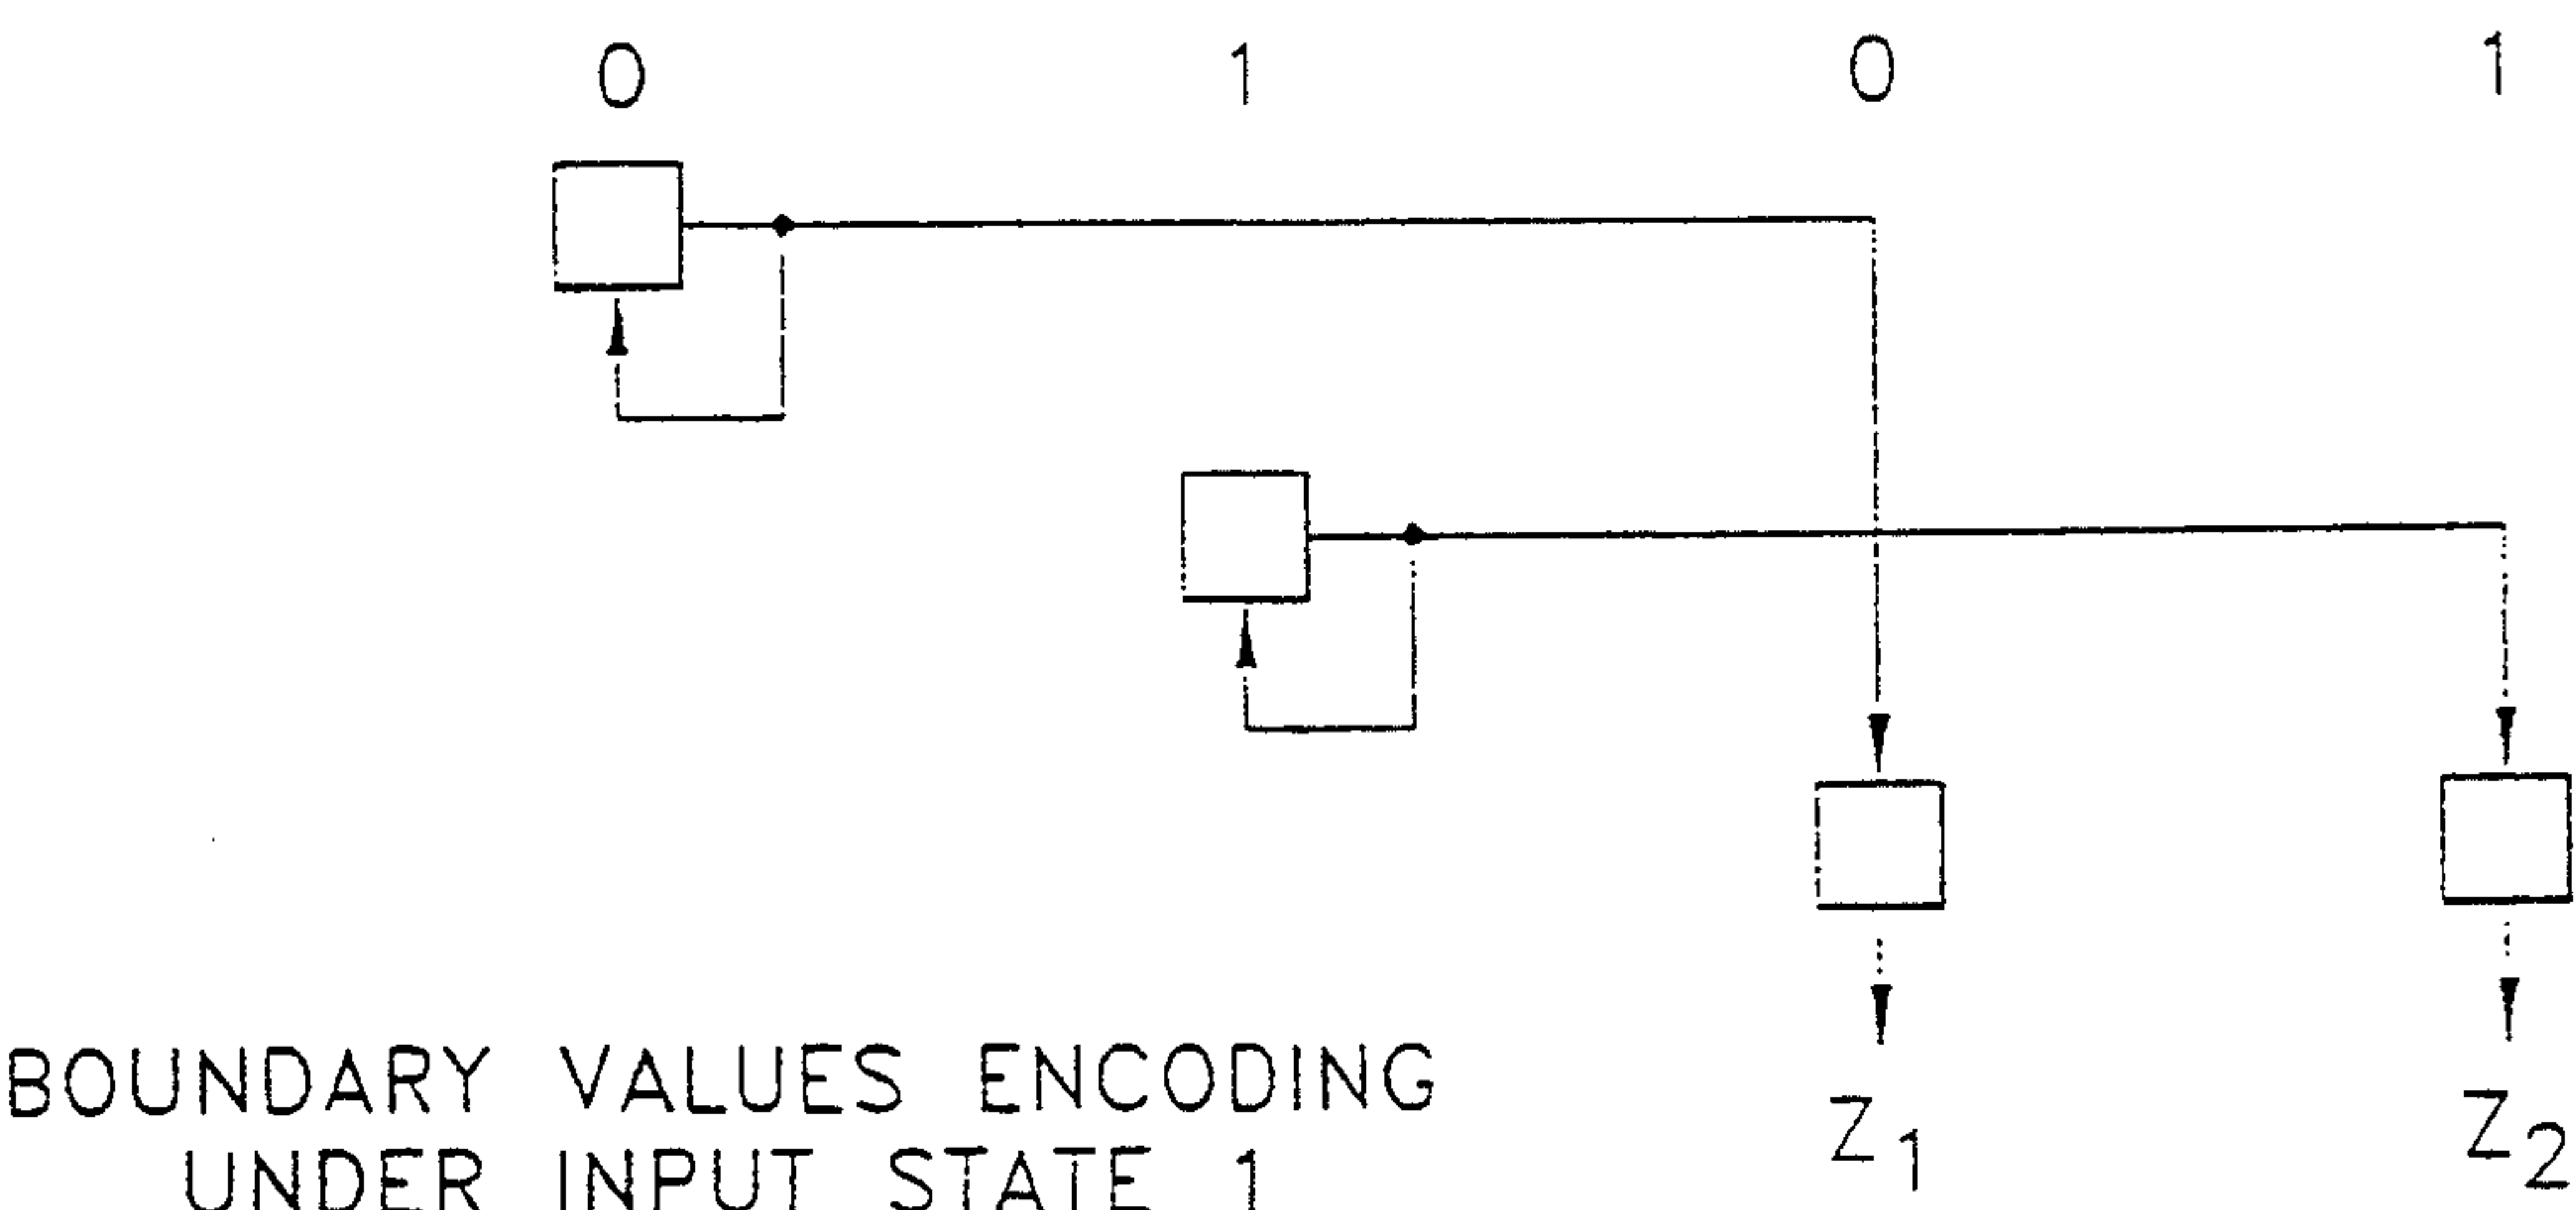 0 1 0 1
BOUNDARY VALUES ENCODING
UNDER INPUT STATE 1
Z1 Z2